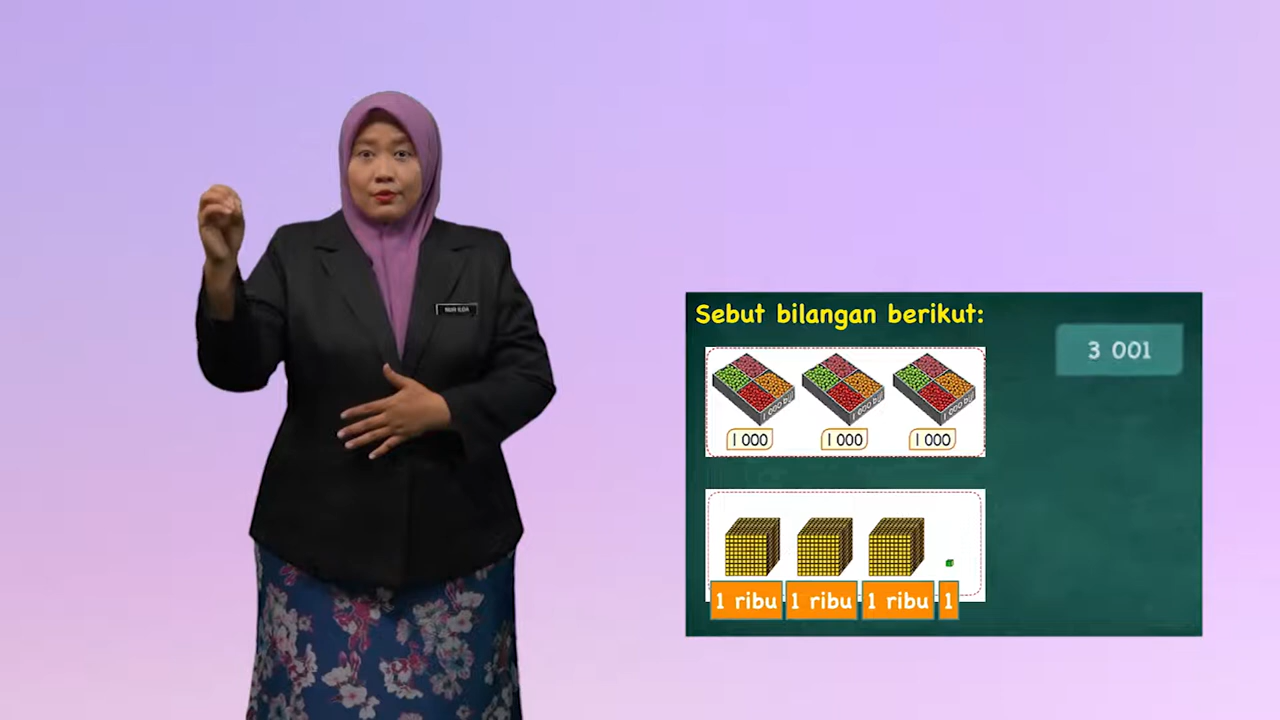 Sebut bilangan berikut:
3 001
1 000 1 000 1 000
1 ribu 1 ribu 1 ribu 1